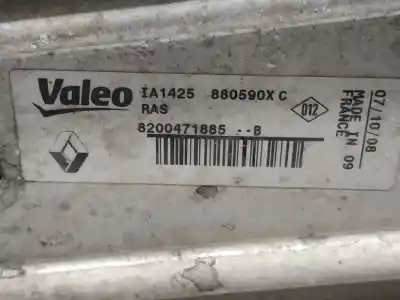 Valeo
IA1425 880590X C
RAS
8200471885 --B
D12
07/10/08
MADE IN 09
FRANCE